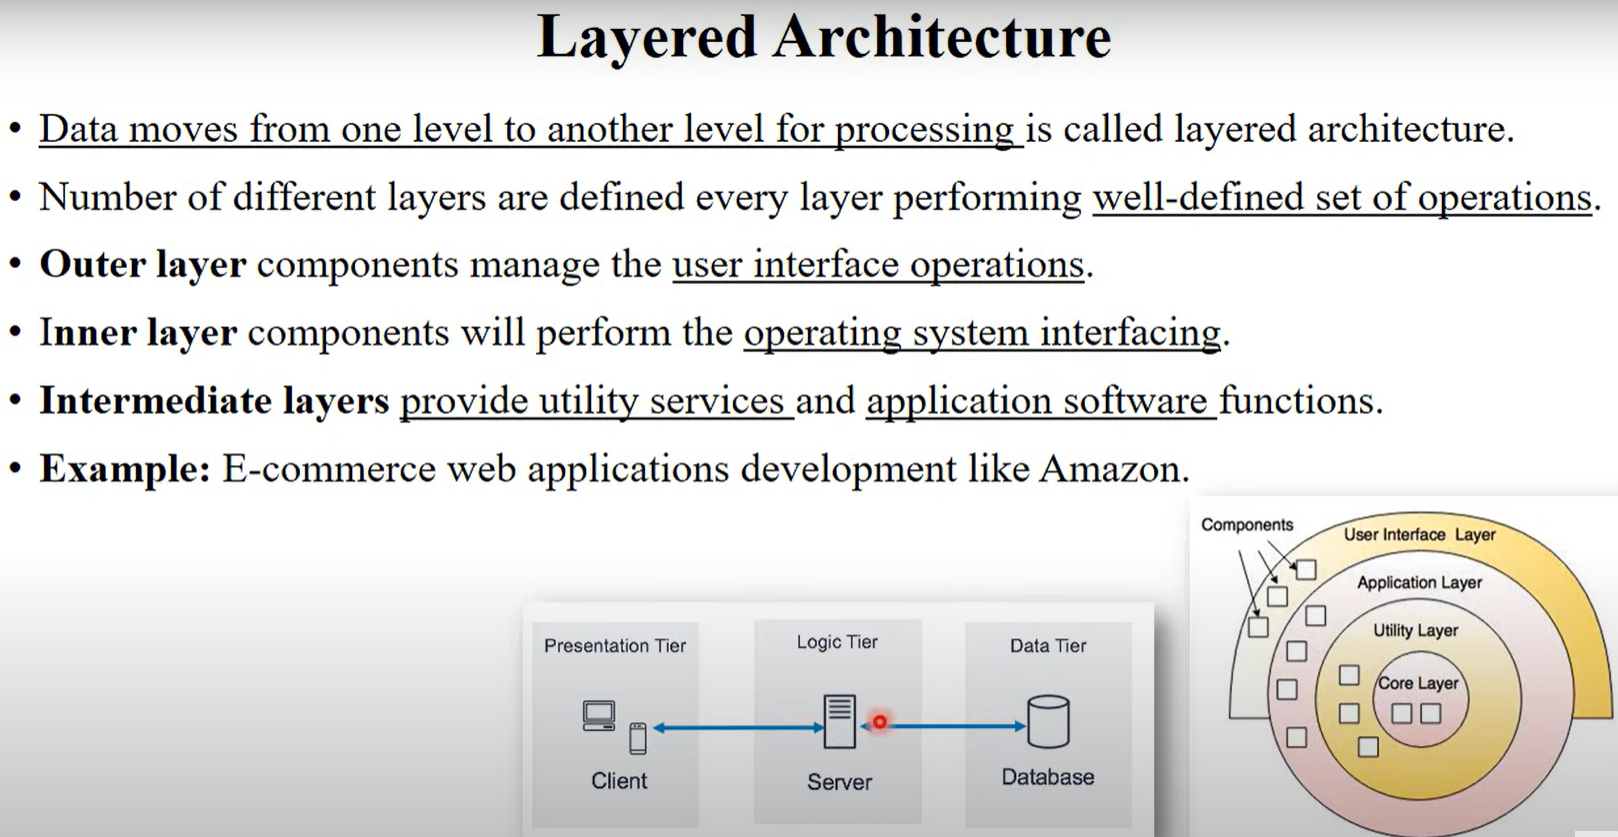 Layered Architecture
• Data moves from one level to another level for processing is called layered architecture.
• Number of different layers are defined every layer performing well-defined set of operations.
• Outer layer components manage the user interface operations.
• Inner layer components will perform the operating system interfacing.
• Intermediate layers provide utility services and application software functions.
• Example: E-commerce web applications development like Amazon.
Presentation Tier
Client
Logic Tier
Server
Data Tier
Database
Components
User Interface Layer
Application Layer
Utility Layer
Core Layer